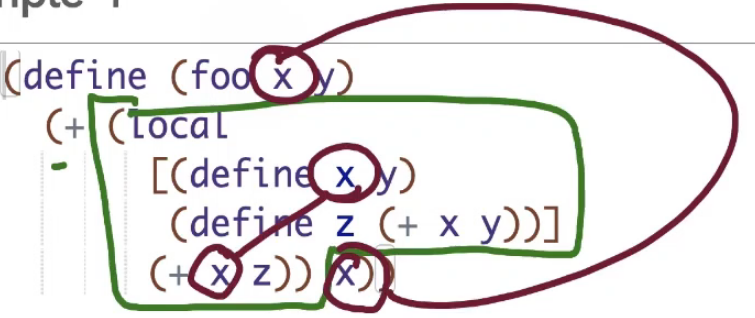 (define (foo x y)
(+ (local
[(define x y)
(define z (+ x y))]
(+ x z)) x))